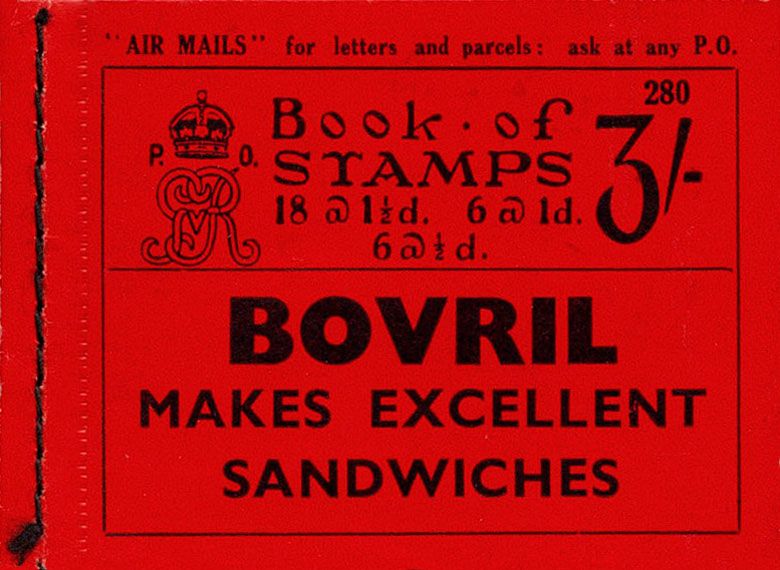 "AIR MAILS" for letters and parcels: ask at any P.O.
280
Book · of
STAMPS
3/-
P. O.
18 @ 1½d. 6 @ 1d.
6 @ ½d.
BOVRIL
MAKES EXCELLENT
SANDWICHES